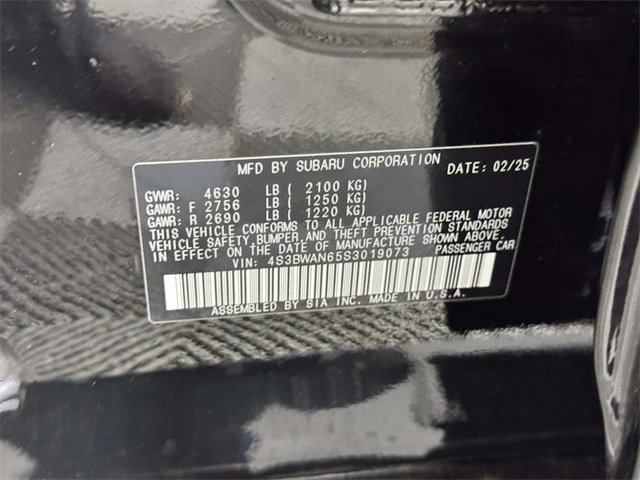 MFD BY SUBARU CORPORATION DATE: 02/25
GVWR: 4630 LB ( 2100 KG)
GAWR: F 2756 LB ( 1250 KG)
GAWR: R 2690 LB ( 1220 KG)
THIS VEHICLE CONFORMS TO ALL APPLICABLE FEDERAL MOTOR
VEHICLE SAFETY, BUMPER, AND THEFT PREVENTION STANDARDS
IN EFFECT ON THE DATE OF MANUFACTURE SHOWN ABOVE.
VIN: 4S3BWAN65S3019073 PASSENGER CAR
ASSEMBLED BY SIA INC. MADE IN U.S.A.